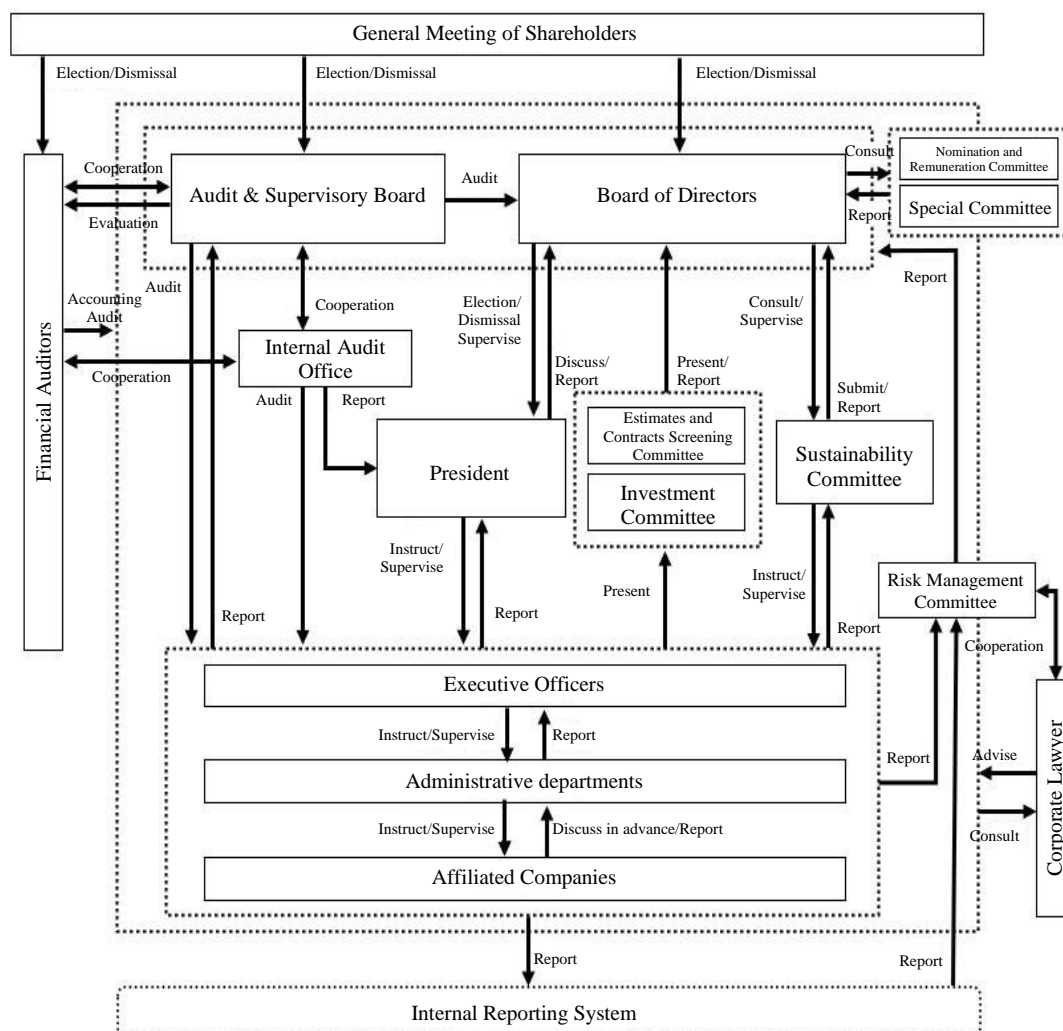 General Meeting of Shareholders
Election/Dismissal
Election/Dismissal
Election/Dismissal
Cooperation
Evaluation
Audit & Supervisory Board
Audit
Board of Directors
Consult
Report
Nomination and
Remuneration Committee
Special Committee
Audit
Accounting
Audit
Cooperation
Financial Auditors
Cooperation
Internal Audit
Office
Audit
Report
Election/
Dismissal
Supervise
Discuss/
Report
Present/
Report
Consult/
Supervise
Submit/
Report
Report
President
Estimates and
Contracts Screening
Committee
Investment
Committee
Sustainability
Committee
Report
Instruct/
Supervise
Report
Present
Instruct/
Supervise
Report
Risk Management
Committee
Cooperation
Executive Officers
Instruct/Supervise
Report
Administrative departments
Instruct/Supervise
Discuss in advance/Report
Affiliated Companies
Report
Advise
Consult
Corporate Lawyer
Report
Report
Internal Reporting System